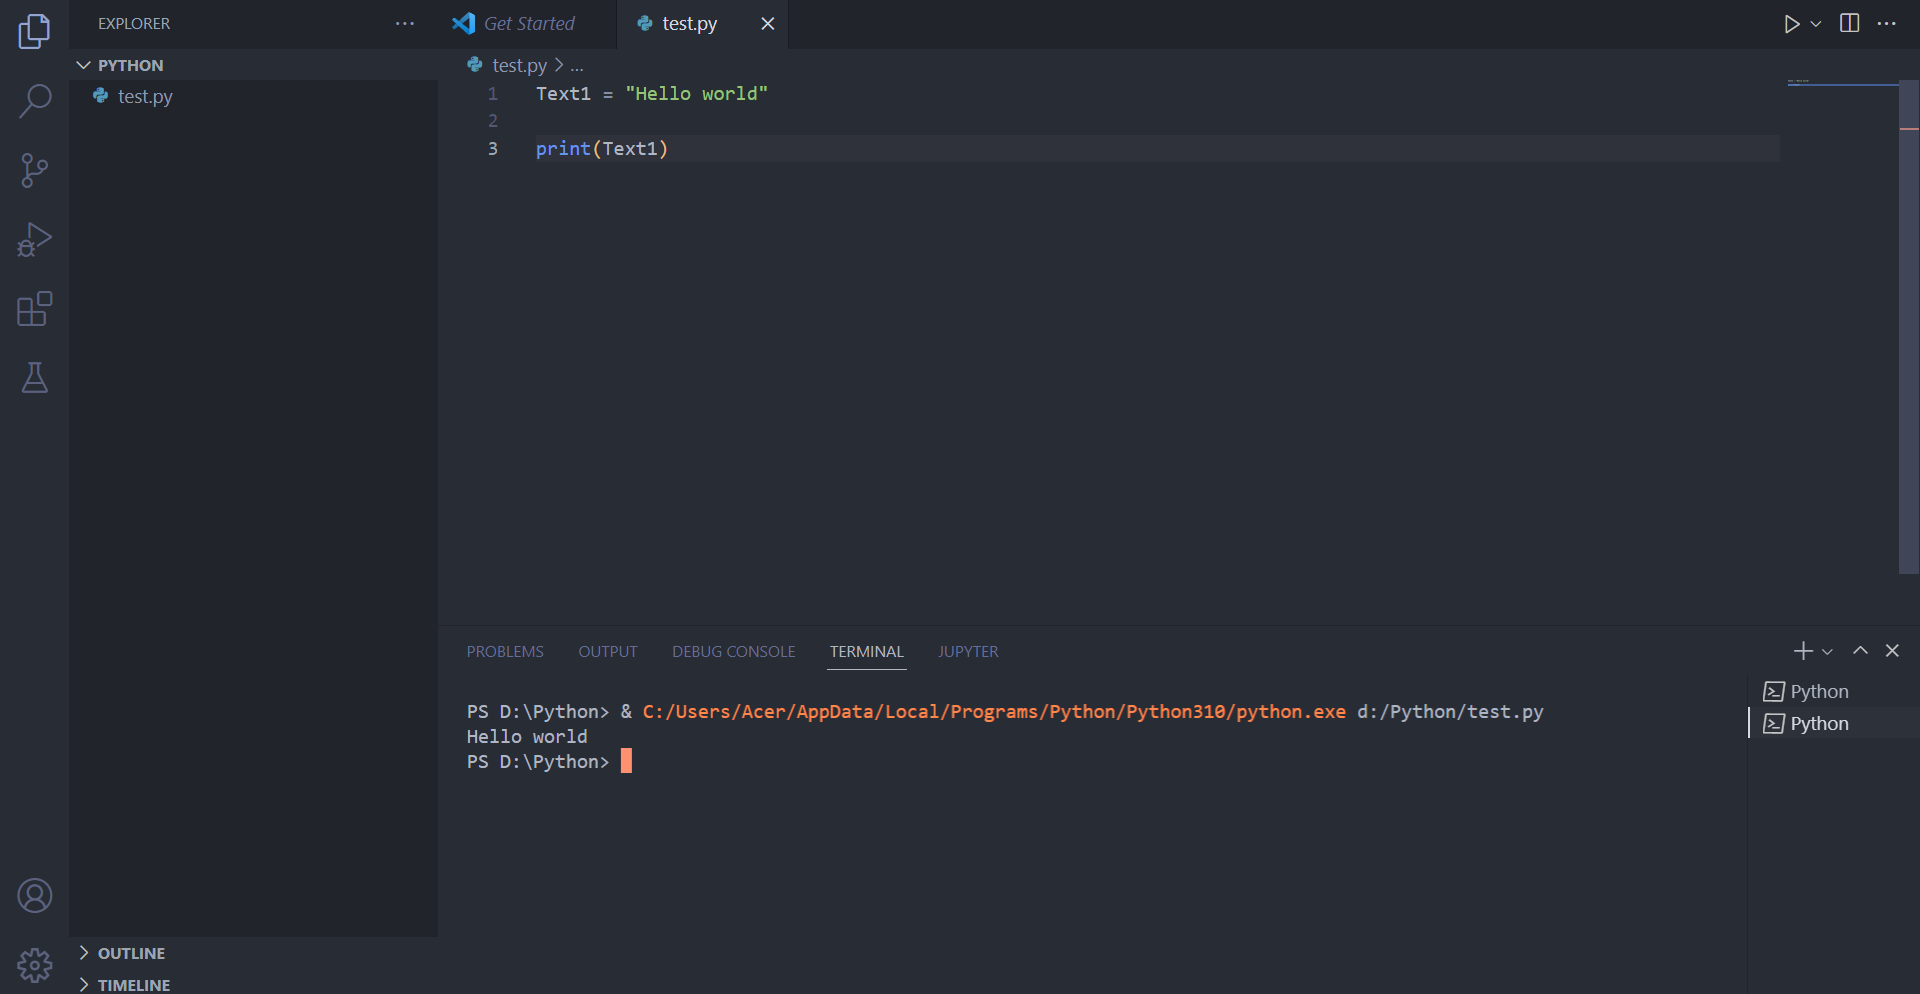 EXPLORER
PYTHON
test.py
OUTLINE
TIMELINE
Get Started
test.py
test.py > ...
1 Text1 = "Hello world"
2
3 print(Text1)
PROBLEMS OUTPUT DEBUG CONSOLE TERMINAL JUPYTER
PS D:\Python> & C:/Users/Acer/AppData/Local/Programs/Python/Python310/python.exe d:/Python/test.py
Hello world
PS D:\Python>
Python
Python